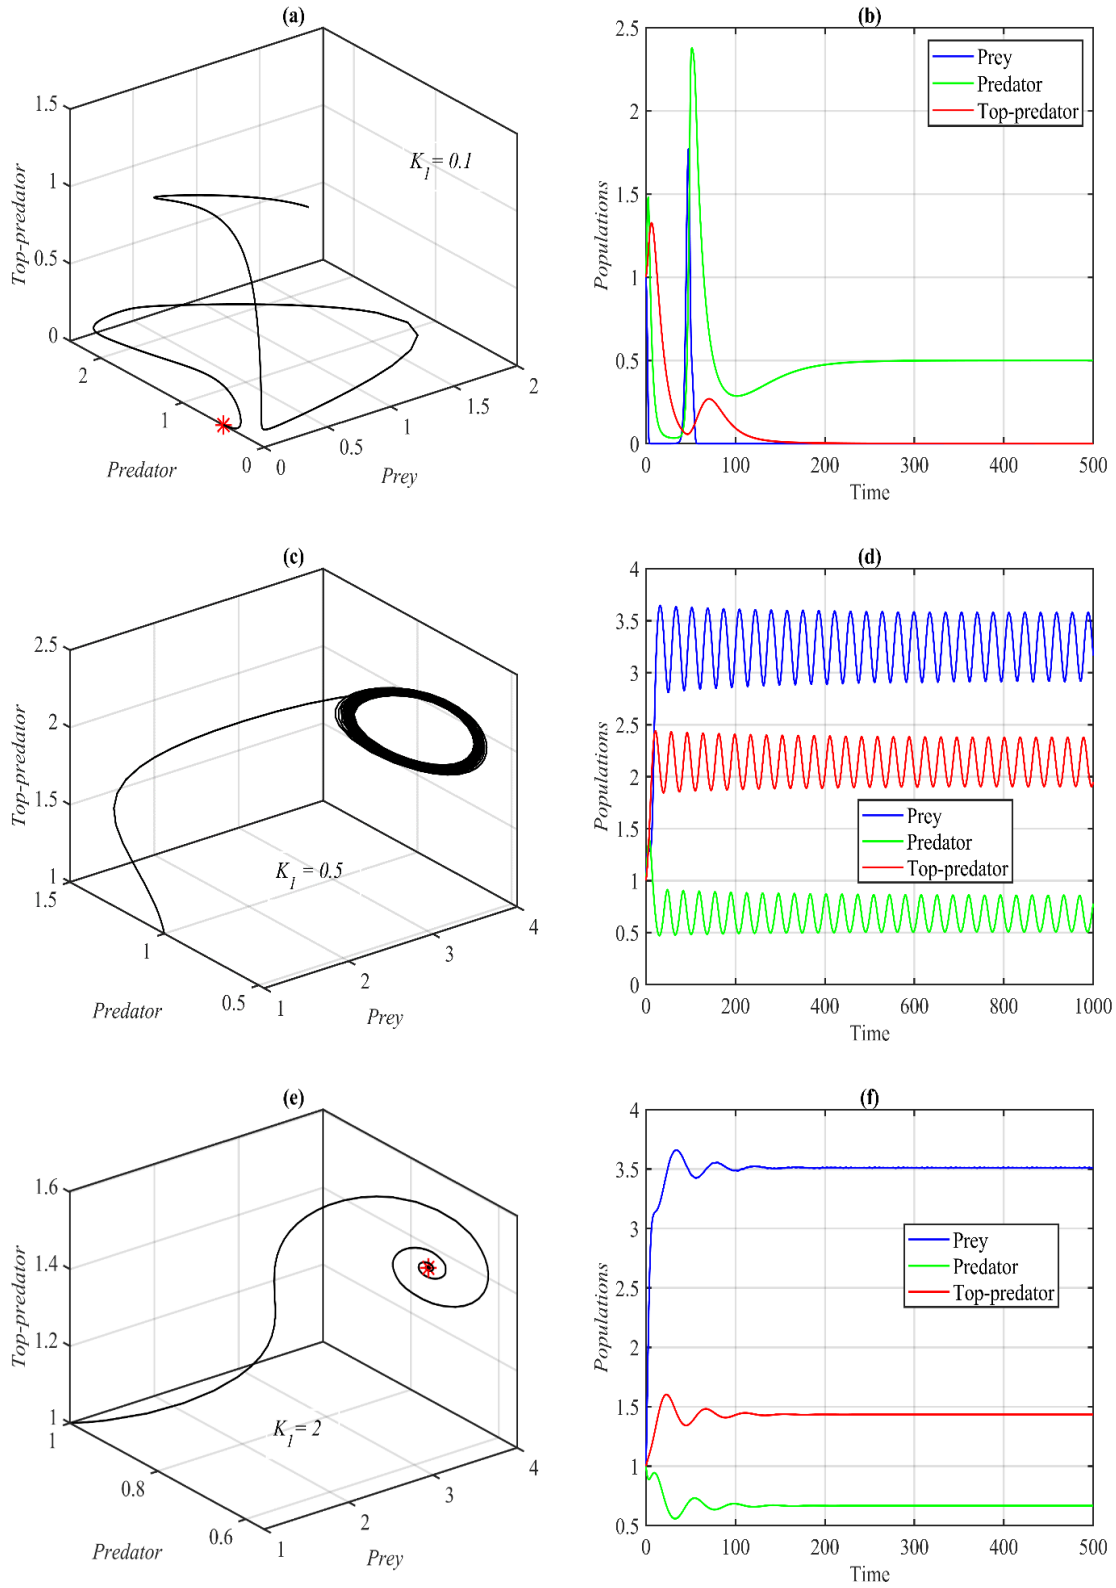 (a)
Top-predator
1.5
1
0.5
0
2
1
0
Predator
0
0.5
1
1.5
2
Prey
K₁ = 0.1
(b)
Populations
2.5
2
1.5
1
0.5
0
0
100
200
300
400
500
Time
Prey
Predator
Top-predator
(c)
Top-predator
2.5
2
1.5
1
1.5
1
0.5
Predator
1
2
3
4
Prey
K₁ = 0.5
(d)
Populations
4
3.5
3
2.5
2
1.5
1
0.5
0
0
200
400
600
800
1000
Time
Prey
Predator
Top-predator
(e)
Top-predator
1.6
1.4
1.2
1
1
0.8
0.6
Predator
1
2
3
4
Prey
K₁ = 2
(f)
Populations
4
3.5
3
2.5
2
1.5
1
0.5
0
100
200
300
400
500
Time
Prey
Predator
Top-predator